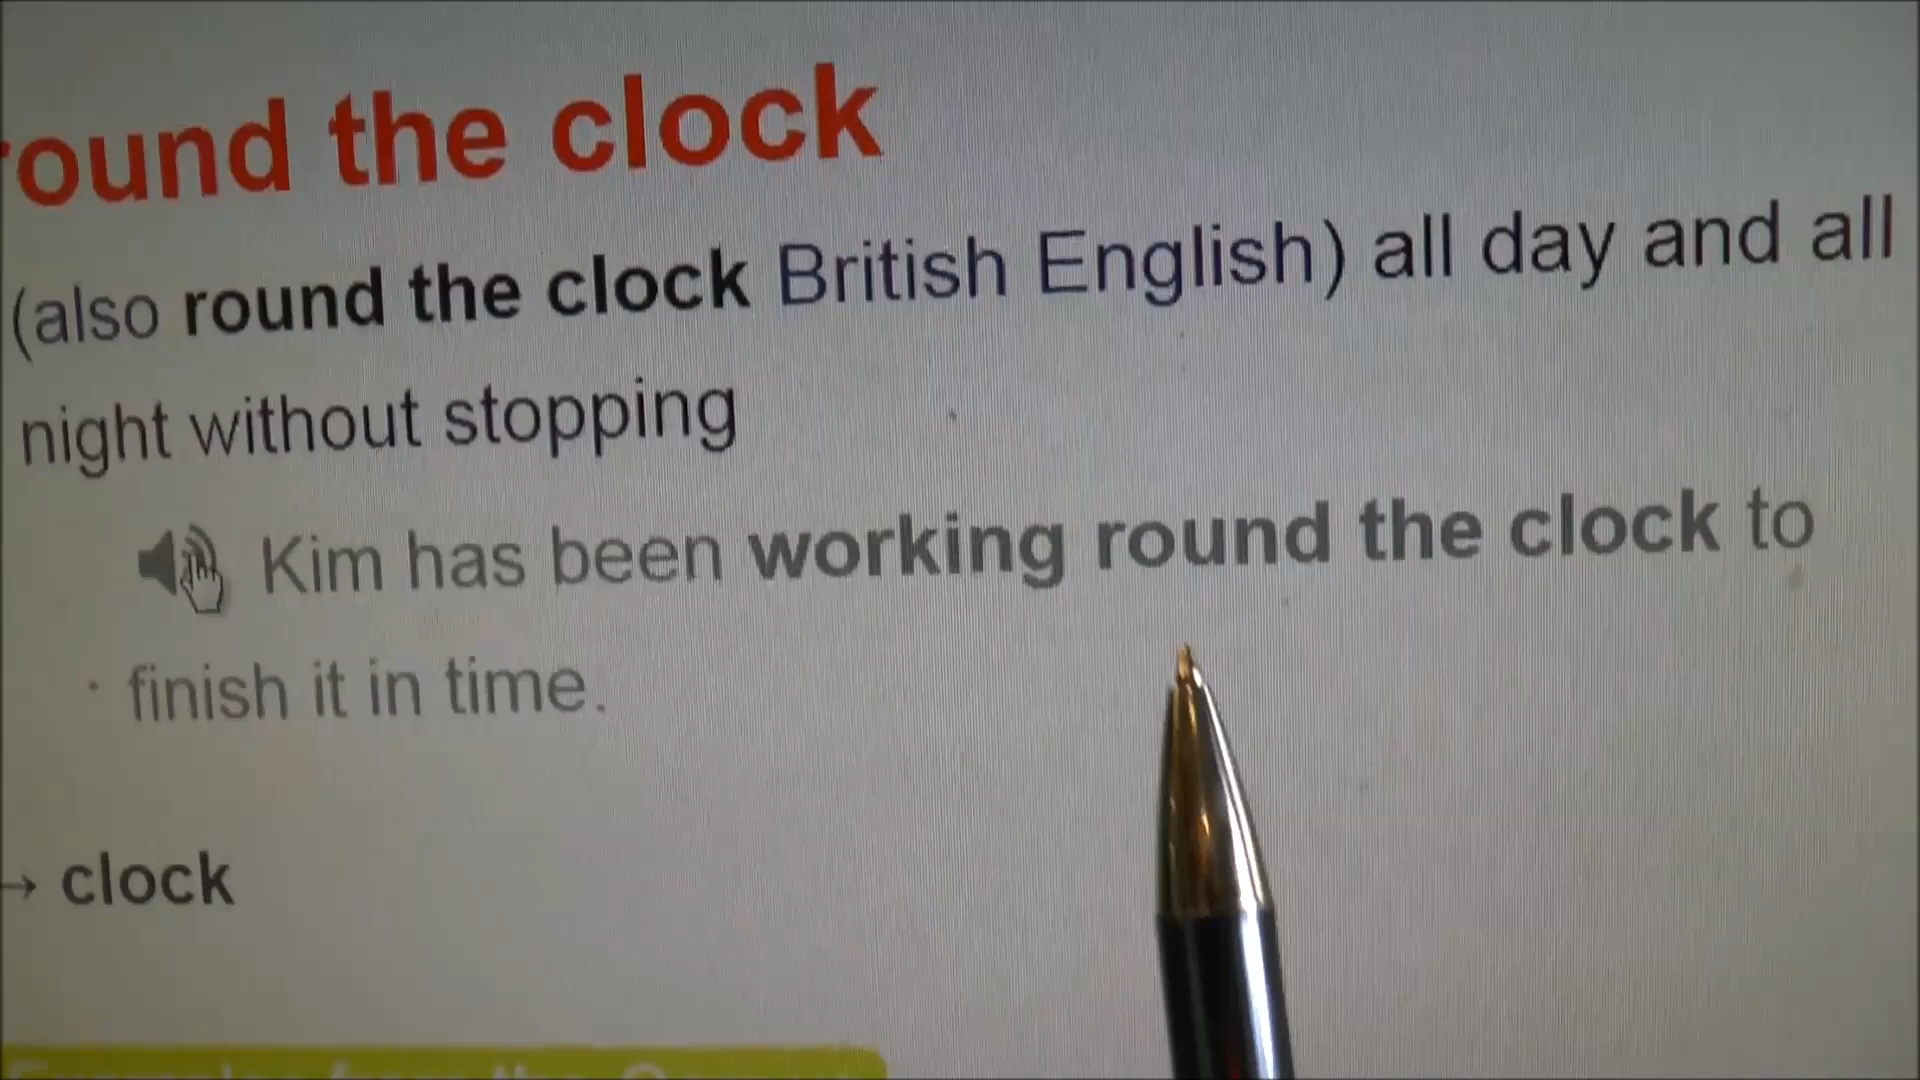 round the clock
(also round the clock British English) all day and all
night without stopping
Kim has been working round the clock to
finish it in time.
→ clock